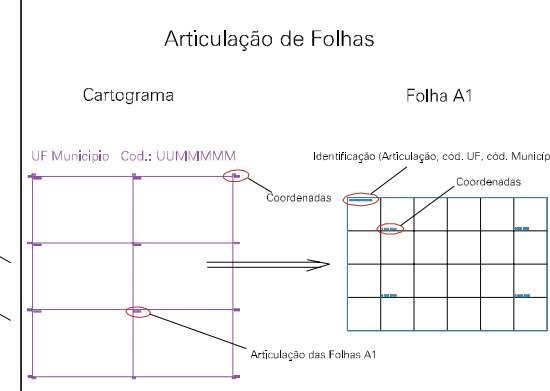 Articulação de Folhas
Cartograma
Folha A1
UF Municipio Cod.: UUMMMMM
Identificação (Articulação, cód. UF, cód. Municíp
Coordenadas
Coordenadas
Articulação das Folhas A1